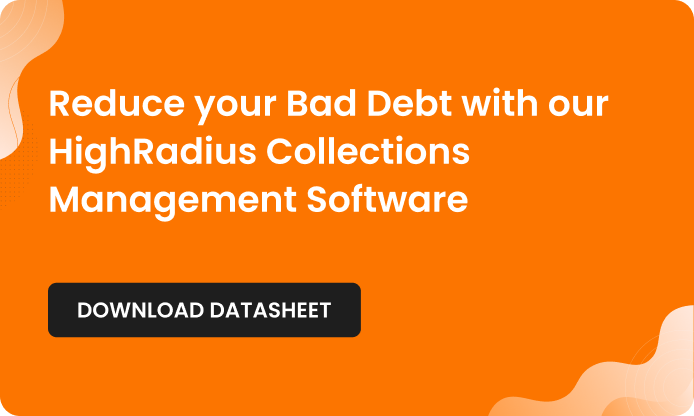 Reduce your Bad Debt with our
HighRadius Collections
Management Software
DOWNLOAD DATASHEET